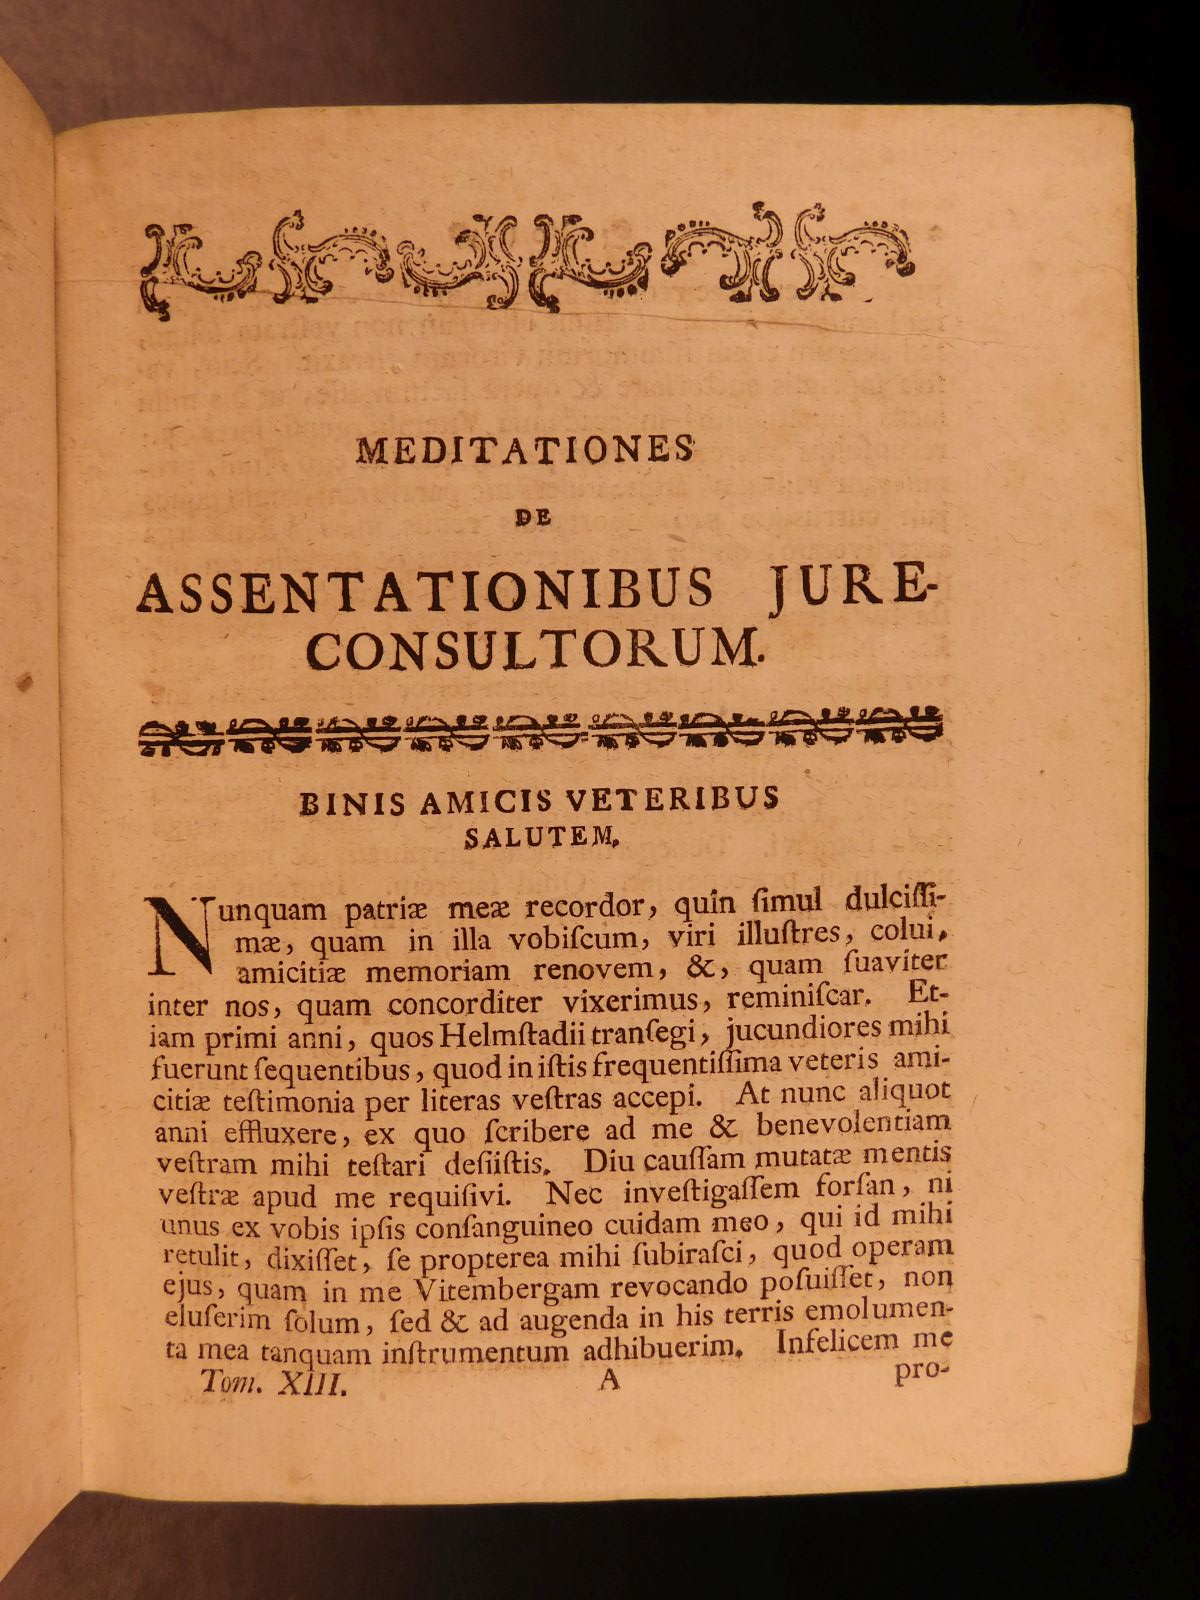 MEDITATIONES
DE
ASSENTATIONIBUS JURE-
CONSULTORUM.
BINIS AMICIS VETERIBUS
SALUTEM.
Nunquam patriæ meæ recordor, quin ſimul dulciſſi-
mæ, quam in illa vobiſcum, viri illuſtres, colui,
amicitiæ memoriam renovem, &, quam ſuaviter
inter nos, quam concorditer vixerimus, reminiſcar. Et-
iam primi anni, quos Helmſtadii tranſegi, jucundiores mihi
fuerunt ſequentibus, quod in iſtis frequentiſſima veteris ami-
citiæ teſtimonia per literas veſtras accepi. At nunc aliquot
anni effluxere, ex quo ſcribere ad me & benevolentiam
veſtram mihi teſtari deſiiſtis. Diu cauſſam mutatæ mentis
veſtræ apud me requiſivi. Nec inveſtigaſſem forſan, ni
unus ex vobis ipſis conſanguineo cuidam meo, qui id mihi
retulit, dixiſſet, ſe propterea mihi ſubiraſci, quod operam
ejus, quam in me Vitembergam revocando poſuiſſet, non
eluſerim ſolum, ſed & ad augenda in his terris emolumen-
ta mea tanquam inſtrumentum adhibuerim. Infelicem me
Tom. XIII. A pro-